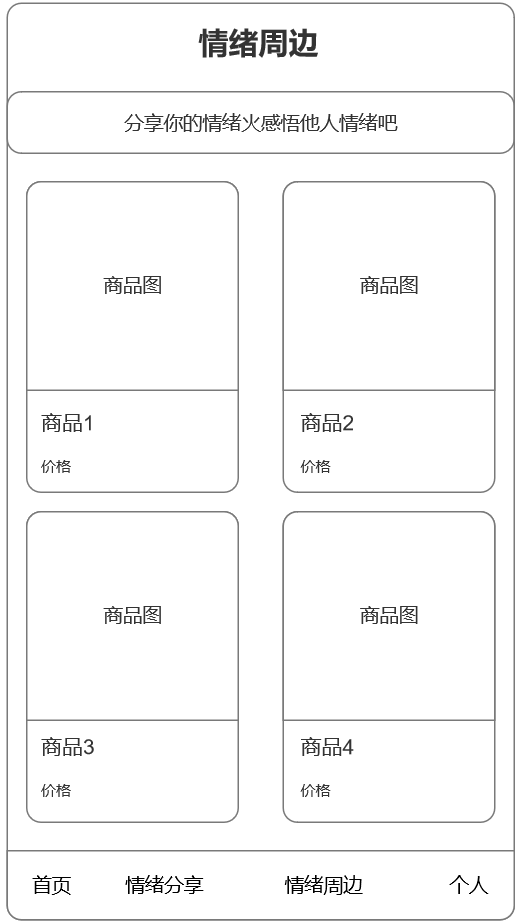 情绪周边
分享你的情绪火感悟他人情绪吧
商品图
商品图
商品1
商品2
价格
价格
商品图
商品图
商品3
商品4
价格
价格
首页 情绪分享 情绪周边 个人